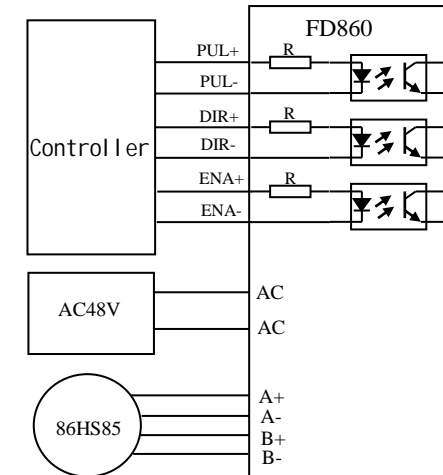 FD860
PUL+
R
PUL-
DIR+
R
DIR-
Controller
ENA+
R
ENA-
AC48V
AC
AC
86HS85
A+
A-
B+
B-